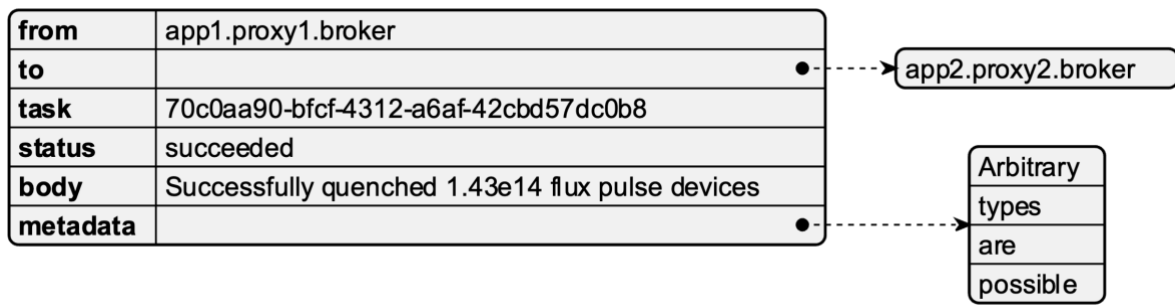 from app1.proxy1.broker
to app2.proxy2.broker
task 70c0aa90-bfcf-4312-a6af-42cbd57dc0b8
status succeeded
body Successfully quenched 1.43e14 flux pulse devices
metadata
Arbitrary
types
are
possible